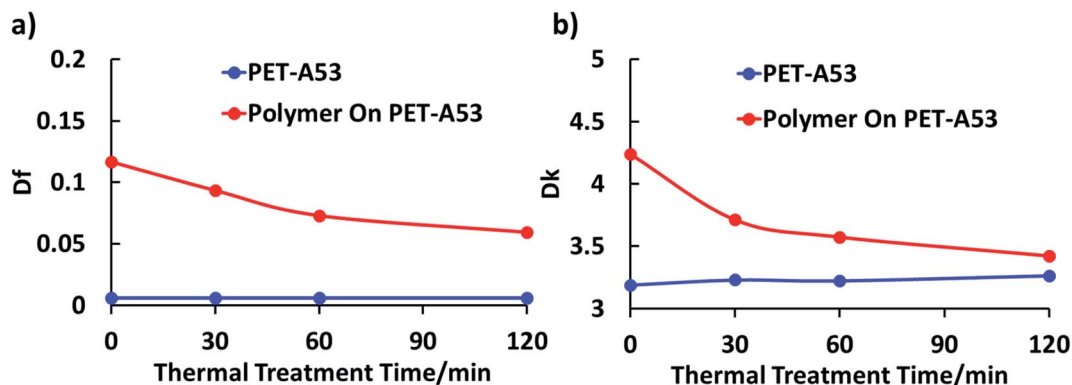 a)
0.2
0.15
0.1
0.05
0
Df
PET-A53
Polymer On PET-A53
0 30 60 90 120
Thermal Treatment Time/min
b)
5
4.5
4
3.5
3
Dk
PET-A53
Polymer On PET-A53
0 30 60 90 120
Thermal Treatment Time/min